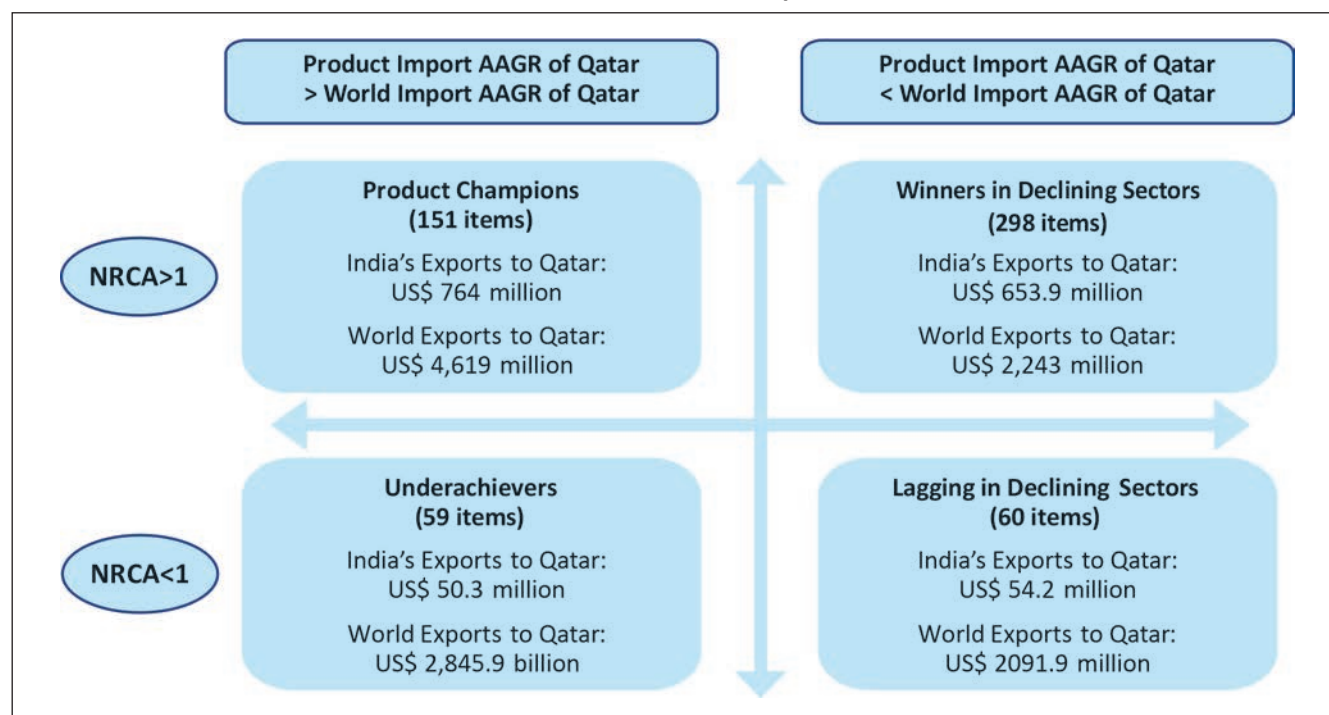 Product Import AAGR of Qatar
> World Import AAGR of Qatar
Product Import AAGR of Qatar
< World Import AAGR of Qatar
NRCA>1
Product Champions
(151 items)
India’s Exports to Qatar:
US$ 764 million
World Exports to Qatar:
US$ 4,619 million
Winners in Declining Sectors
(298 items)
India’s Exports to Qatar:
US$ 653.9 million
World Exports to Qatar:
US$ 2,243 million
NRCA<1
Underachievers
(59 items)
India’s Exports to Qatar:
US$ 50.3 million
World Exports to Qatar:
US$ 2,845.9 billion
Lagging in Declining Sectors
(60 items)
India’s Exports to Qatar:
US$ 54.2 million
World Exports to Qatar:
US$ 2091.9 million